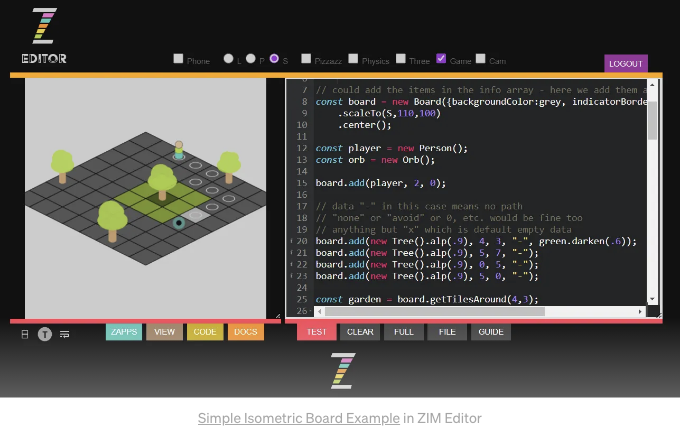 EDITOR
Phone L P S Pizzazz Physics Three Game Cam
LOGOUT
7 // could add the items in the info array - here we add them a
8 const board = new Board({backgroundColor:grey, indicatorBorde
9 .scaleTo(S,110,100)
10 .center();
11
12 const player = new Person();
13 const orb = new Orb();
14
15 board.add(player, 2, 0);
16
17 // data "-" in this case means no path
18 // "none" or "avoid" or 0, etc. would be fine too
19 // anything but "x" which is default empty data
20 board.add(new Tree().alp(.9), 4, 3, "-", green.darken(.6));
21 board.add(new Tree().alp(.9), 5, 7, "-");
22 board.add(new Tree().alp(.9), 0, 5, "-");
23 board.add(new Tree().alp(.9), 5, 0, "-");
24
25 const garden = board.getTilesAround(4,3);
26
T ZAPPS VIEW CODE DOCS TEST CLEAR FULL FILE GUIDE
Simple Isometric Board Example in ZIM Editor